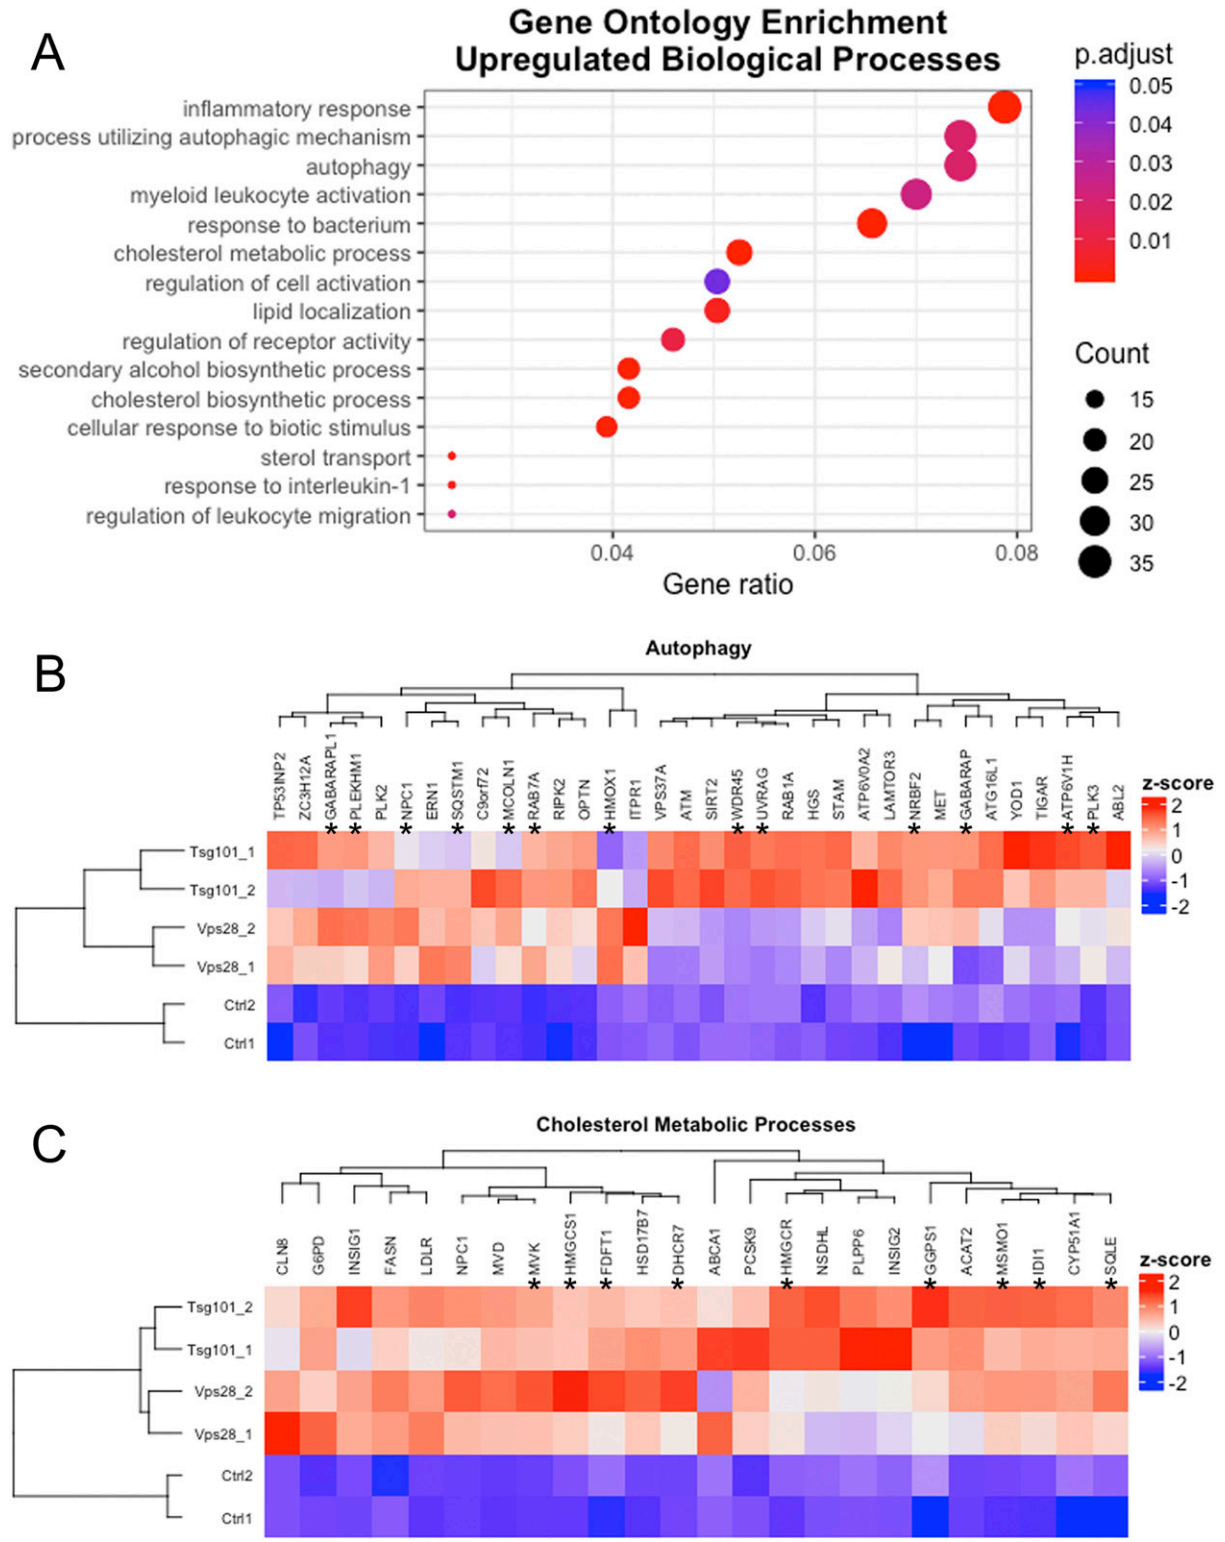 A
Gene Ontology Enrichment
Upregulated Biological Processes
p.adjust
0.05
0.04
0.03
0.02
0.01
inflammatory response
process utilizing autophagic mechanism
autophagy
myeloid leukocyte activation
response to bacterium
cholesterol metabolic process
regulation of cell activation
lipid localization
regulation of receptor activity
secondary alcohol biosynthetic process
cholesterol biosynthetic process
cellular response to biotic stimulus
sterol transport
response to interleukin-1
regulation of leukocyte migration
0.04 0.06 0.08
Gene ratio
Count
15
20
25
30
35
B
Autophagy
TP53INP2
ZC3H12A
*GABARAPL1
*PLEKHM1
PLK2
*NPC1
ERN1
*SQSTM1
C9orf72
*MCOLN1
*RAB7A
RIPK2
OPTN
*HMOX1
ITPR1
VPS37A
ATM
SIRT2
*WDR45
*UVRAG
RAB1A
HGS
STAM
ATP6V0A2
LAMTOR3
*NRBF2
MET
*GABARAP
ATG16L1
YOD1
TIGAR
*ATP6V1H
*PLK3
ABL2
Tsg101_1
Tsg101_2
Vps28_2
Vps28_1
Ctrl2
Ctrl1
z-score
2
1
0
-1
-2
C
Cholesterol Metabolic Processes
CLN8
G6PD
INSIG1
FASN
LDLR
NPC1
MVD
*MVK
*HMGCS1
*FDFT1
HSD17B7
*DHCR7
ABCA1
PCSK9
*HMGCR
NSDHL
PLPP6
INSIG2
*GGPS1
ACAT2
*MSMO1
*IDI1
CYP51A1
*SQLE
Tsg101_2
Tsg101_1
Vps28_2
Vps28_1
Ctrl2
Ctrl1
z-score
2
1
0
-1
-2